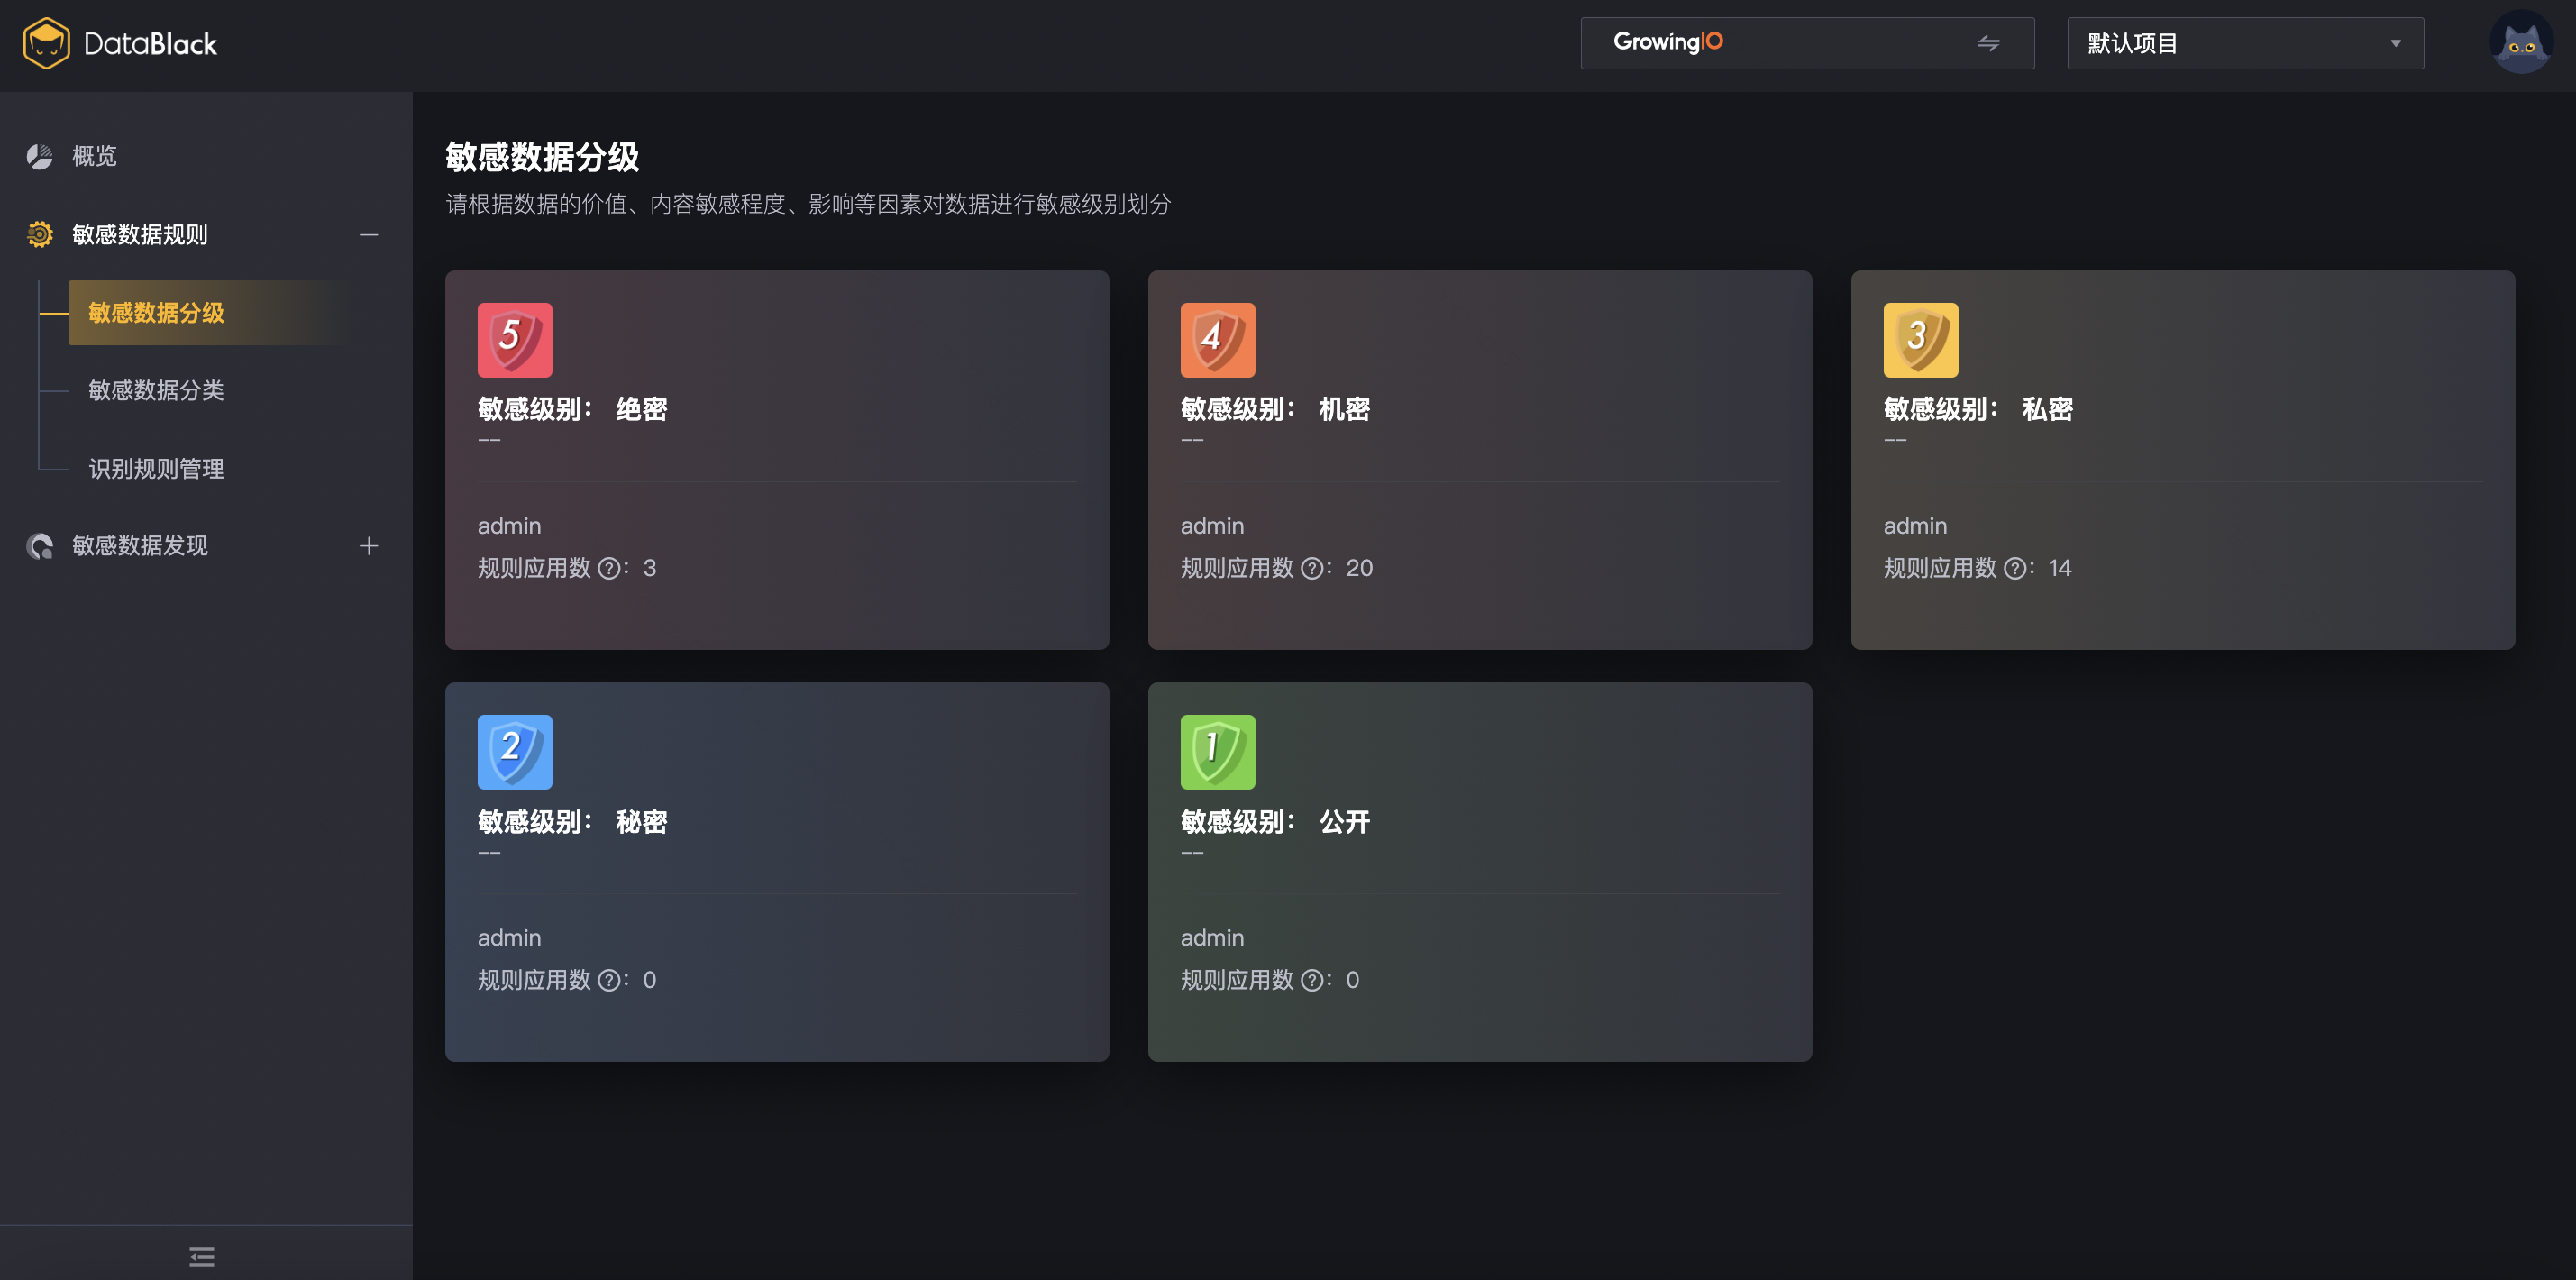 DataBlack
GrowingIO
默认项目
概览
敏感数据规则
敏感数据分级
敏感数据分类
识别规则管理
敏感数据发现
敏感数据分级
请根据数据的价值、内容敏感程度、影响等因素对数据进行敏感级别划分
5
敏感级别： 绝密
--
admin
规则应用数 ?： 3
4
敏感级别： 机密
--
admin
规则应用数 ?： 20
3
敏感级别： 私密
--
admin
规则应用数 ?： 14
2
敏感级别： 秘密
--
admin
规则应用数 ?： 0
1
敏感级别： 公开
--
admin
规则应用数 ?： 0